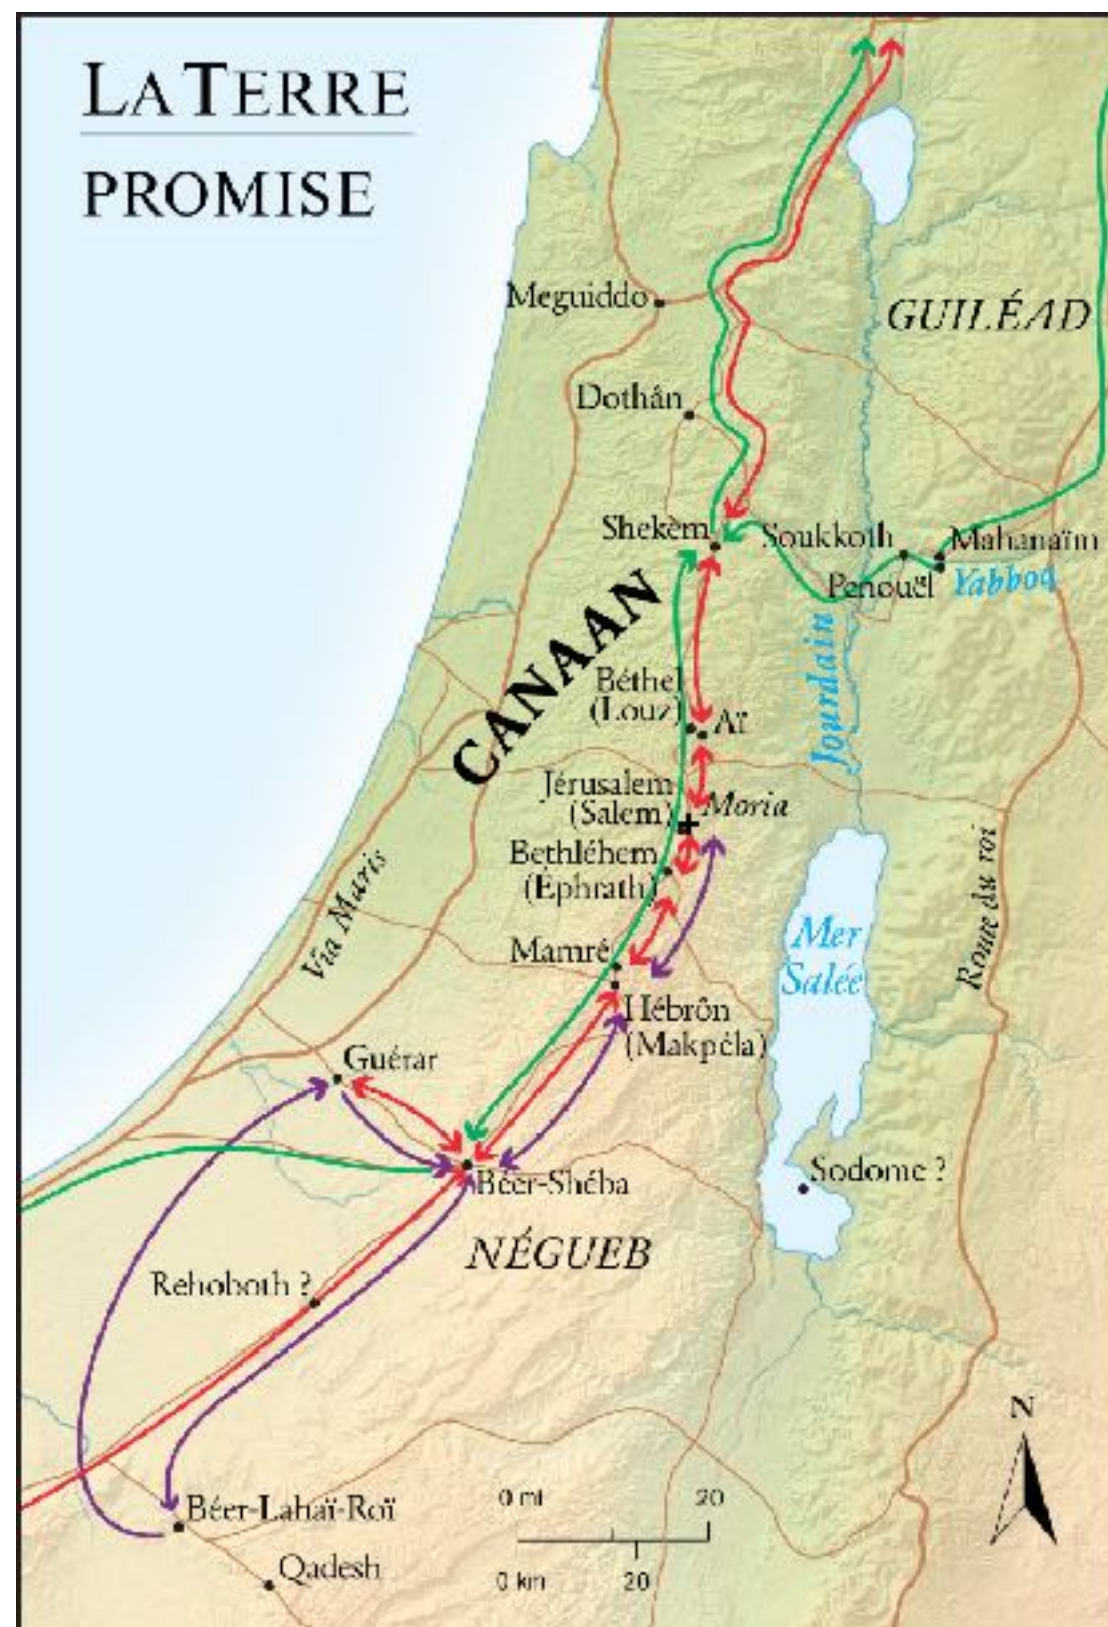 LA TERRE
PROMISE
Meguiddo
GUILÉAD
Dothân
Shekèm
Soukkoth
Mahanaïm
Penouël
Yabboq
CANAAN
Jourdain
Béthel
(Louz)
Aï
Jérusalem
(Salem)
Moria
Bethléhem
(Éphrath)
Via Maris
Mamré
Mer
Salée
Route du roi
Hébrôn
(Makpéla)
Guérar
Béer-Shéba
Sodome ?
NÉGUEB
Rehoboth ?
N
0 mi 20
Béer-Lahaï-Roï
Qadesh
0 km 20